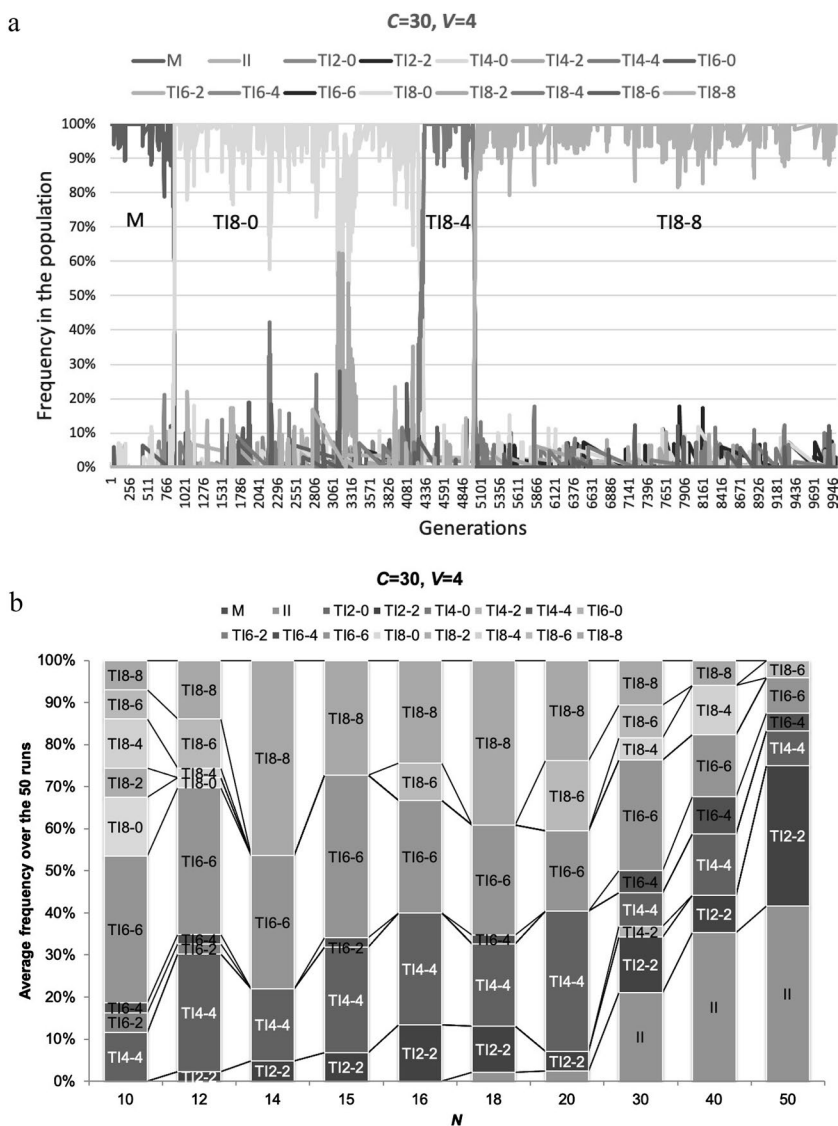 a
C=30, V=4
M II TI2-0 TI2-2 TI4-0 TI4-2 TI4-4 TI6-0
TI6-2 TI6-4 TI6-6 TI8-0 TI8-2 TI8-4 TI8-6 TI8-8
Frequency in the population
100%
90%
80%
70%
60%
50%
40%
30%
20%
10%
0%
M TI8-0 TI8-4 TI8-8
1 256 511 766 1021 1276 1531 1786 2041 2296 2551 2806 3061 3316 3571 3826 4081 4336 4591 4846 5101 5356 5611 5866 6121 6376 6631 6886 7141 7396 7651 7906 8161 8416 8671 8926 9181 9436 9691 9946
Generations
b
C=30, V=4
M II TI2-0 TI2-2 TI4-0 TI4-2 TI4-4 TI6-0
TI6-2 TI6-4 TI6-6 TI8-0 TI8-2 TI8-4 TI8-6 TI8-8
Average frequency over the 50 runs
100%
90%
80%
70%
60%
50%
40%
30%
20%
10%
0%
TI8-8
TI8-6
TI8-4
TI8-2
TI8-0
TI6-6
TI6-4
TI6-2
TI4-4
TI8-8
TI8-6
TI8-4
TI8-0
TI6-6
TI6-4
TI6-2
TI4-4
TI2-2
TI8-8
TI6-6
TI4-4
TI2-2
TI8-8
TI6-6
TI6-2
TI4-4
TI2-2
TI8-8
TI8-6
TI6-6
TI4-4
TI2-2
TI8-8
TI6-6
TI6-4
TI4-4
TI2-2
TI8-8
TI8-6
TI6-6
TI4-4
TI2-2
TI8-8
TI8-6
TI8-4
TI6-6
TI6-4
TI4-4
TI4-2
TI2-2
II
TI8-8
TI8-4
TI6-6
TI6-4
TI4-4
TI2-2
II
TI8-6
TI6-6
TI6-4
TI4-4
TI2-2
II
10 12 14 15 16 18 20 30 40 50
N